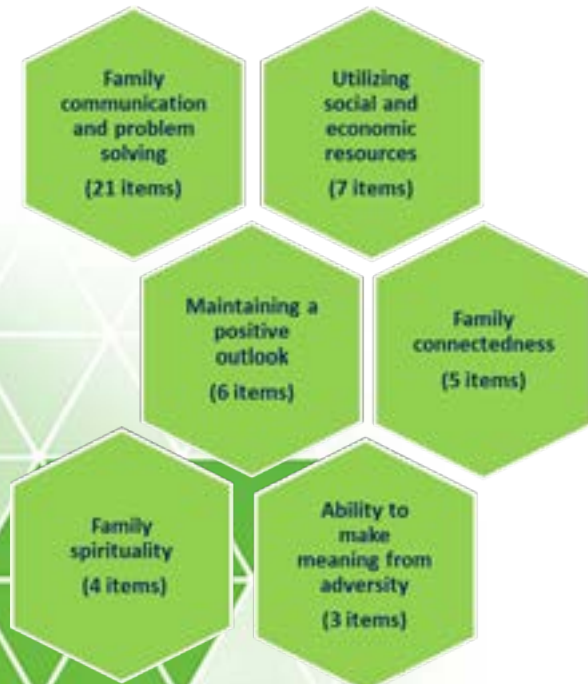 Family
communication
and problem
solving
(21 items)
Utilizing
social and
economic
resources
(7 items)
Maintaining a
positive
outlook
(6 items)
Family
connectedness
(5 items)
Family
spirituality
(4 items)
Ability to
make
meaning from
adversity
(3 items)